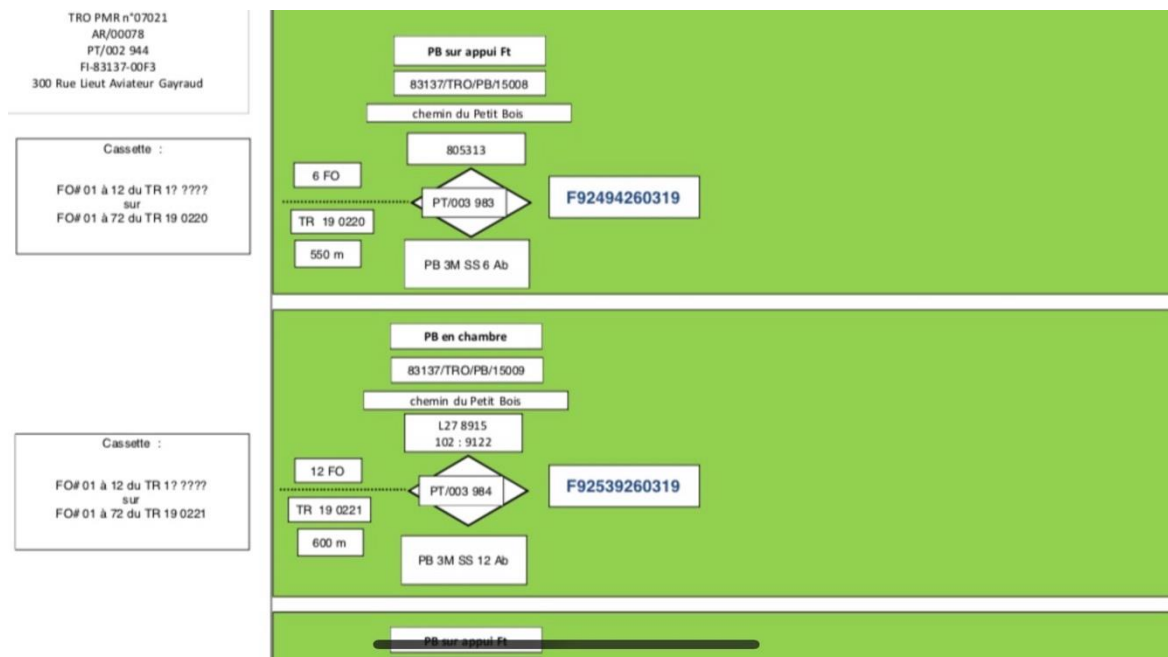 TRO PMR n°07021
AR/00078
PT/002 944
FI-83137-00F3
300 Rue Lieut Aviateur Gayraud
PB sur appui Ft
83137/TRO/PB/15008
chemin du Petit Bois
805313
Cassette :
FO# 01 à 12 du TR 1? ????
sur
FO# 01 à 72 du TR 19 0220
6 FO
TR 19 0220
550 m
PT/003 983
F92494260319
PB 3M SS 6 Ab
PB en chambre
83137/TRO/PB/15009
chemin du Petit Bois
L27 8915
102 : 9122
Cassette :
FO# 01 à 12 du TR 1? ????
sur
FO# 01 à 72 du TR 19 0221
12 FO
TR 19 0221
600 m
PT/003 984
F92539260319
PB 3M SS 12 Ab
PB sur appui Ft